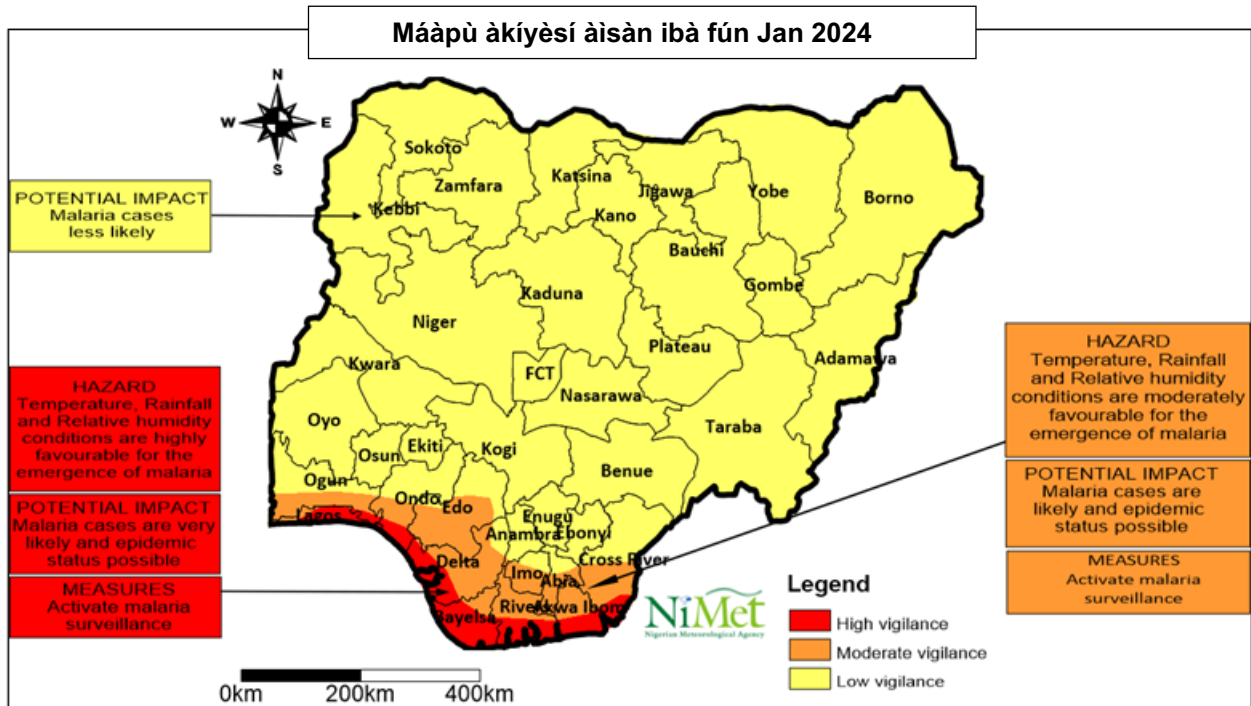 Máàpù àkíyèsí àìsàn ibà fún Jan 2024
N
W
E
S
POTENTIAL IMPACT
Malaria cases
less likely
HAZARD
Temperature, Rainfall
and Relative humidity
conditions are highly
favourable for the
emergence of malaria
POTENTIAL IMPACT
Malaria cases are very
likely and epidemic
status possible
MEASURES
Activate malaria
surveillance
Sokoto
Zamfara
Kebbi
Katsina
Kano
Jigawa
Yobe
Borno
Bauchi
Gombe
Kaduna
Niger
Plateau
Adamawa
Kwara
FCT
Nasarawa
Taraba
Oyo
Osun
Ekiti
Kogi
Benue
Ogun
Ondo
Edo
Lagos
Enugu
Anambra
Ebonyi
Cross River
Delta
Imo
Abia
Rivers
Akwa Ibom
Bayelsa
HAZARD
Temperature, Rainfall
and Relative humidity
conditions are moderately
favourable for the
emergence of malaria
POTENTIAL IMPACT
Malaria cases are
likely and epidemic
status possible
MEASURES
Activate malaria
surveillance
NiMet
Nigerian Meteorological Agency
Legend
High vigilance
Moderate vigilance
Low vigilance
0km 200km 400km